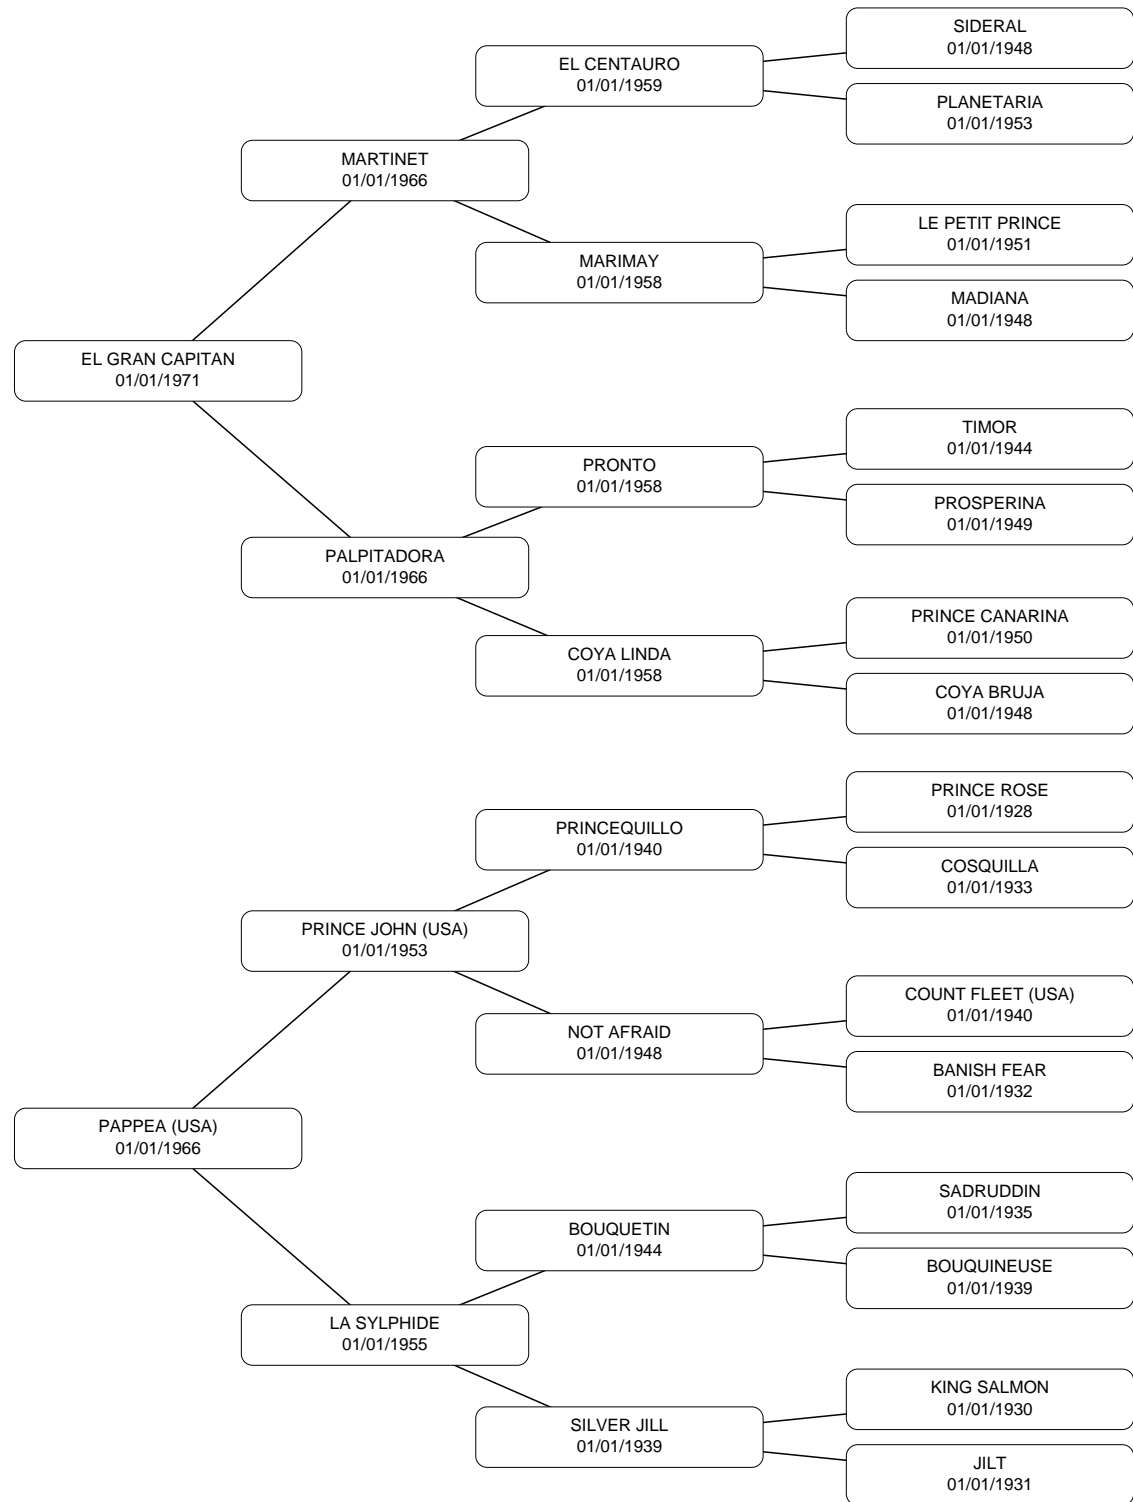 SIDERAL
01/01/1948
EL CENTAURO
01/01/1959
PLANETARIA
01/01/1953
MARTINET
01/01/1966
LE PETIT PRINCE
01/01/1951
MARIMAY
01/01/1958
MADIANA
01/01/1948
EL GRAN CAPITAN
01/01/1971
TIMOR
01/01/1944
PRONTO
01/01/1958
PROSPERINA
01/01/1949
PALPITADORA
01/01/1966
PRINCE CANARINA
01/01/1950
COYA LINDA
01/01/1958
COYA BRUJA
01/01/1948
PRINCE ROSE
01/01/1928
PRINCEQUILLO
01/01/1940
COSQUILLA
01/01/1933
PRINCE JOHN (USA)
01/01/1953
COUNT FLEET (USA)
01/01/1940
NOT AFRAID
01/01/1948
BANISH FEAR
01/01/1932
PAPPEA (USA)
01/01/1966
SADRUDDIN
01/01/1935
BOUQUETIN
01/01/1944
BOUQUINEUSE
01/01/1939
LA SYLPHIDE
01/01/1955
KING SALMON
01/01/1930
SILVER JILL
01/01/1939
JILT
01/01/1931